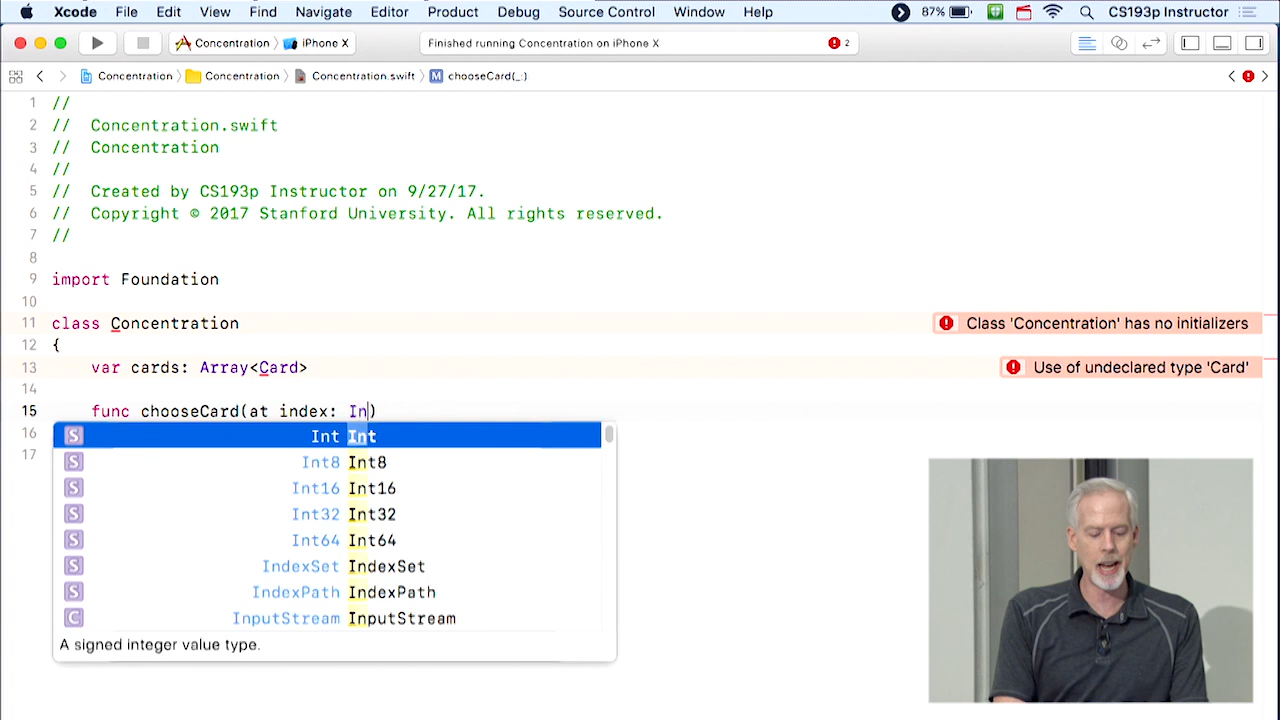 Xcode File Edit View Find Navigate Editor Product Debug Source Control Window Help 87% CS193p Instructor
Concentration iPhone X Finished running Concentration on iPhone X 2
Concentration Concentration Concentration.swift M chooseCard(_:)
1 //
2 // Concentration.swift
3 // Concentration
4 //
5 // Created by CS193p Instructor on 9/27/17.
6 // Copyright © 2017 Stanford University. All rights reserved.
7 //
8
9 import Foundation
10
11 class Concentration Class 'Concentration' has no initializers
12 {
13 var cards: Array<Card> Use of undeclared type 'Card'
14
15 func chooseCard(at index: In)
16 S Int Int
17 S Int8 Int8
S Int16 Int16
S Int32 Int32
S Int64 Int64
S IndexSet IndexSet
S IndexPath IndexPath
C InputStream InputStream
A signed integer value type.